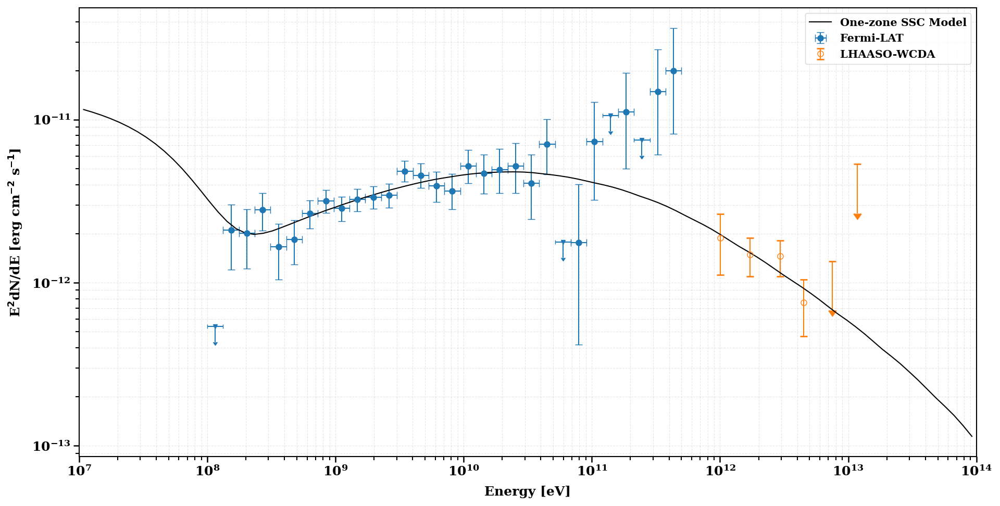 One-zone SSC Model
Fermi-LAT
LHAASO-WCDA
E²dN/dE [erg cm⁻² s⁻¹]
10⁻¹¹
10⁻¹²
10⁻¹³
10⁷ 10⁸ 10⁹ 10¹⁰ 10¹¹ 10¹² 10¹³ 10¹⁴
Energy [eV]